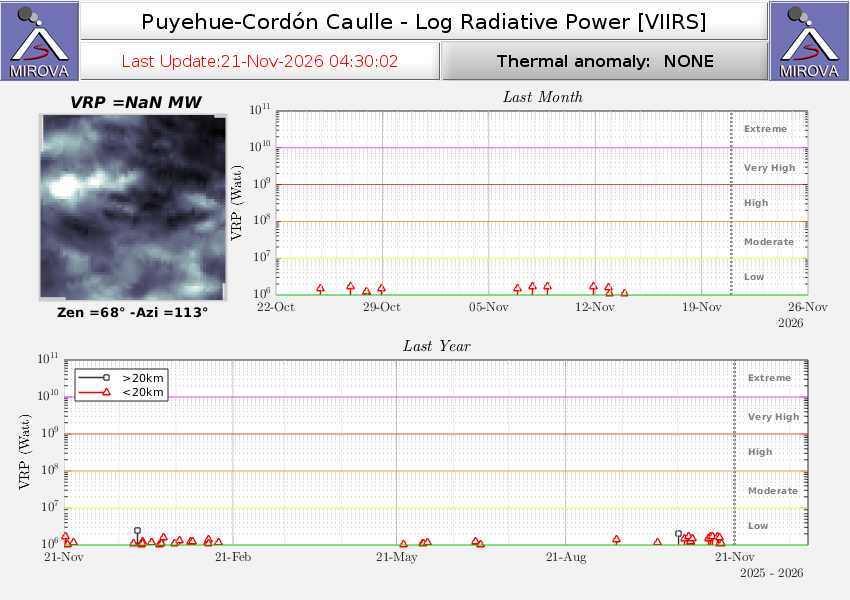 Puyehue-Cordón Caulle - Log Radiative Power [VIIRS]
MIROVA
Last Update:21-Nov-2026 04:30:02
Thermal anomaly: NONE
MIROVA
VRP =NaN MW
Zen =68° -Azi =113°
Last Month
VRP (Watt)
10¹¹
10¹⁰
10⁹
10⁸
10⁷
10⁶
Extreme
Very High
High
Moderate
Low
22-Oct 29-Oct 05-Nov 12-Nov 19-Nov 26-Nov
2026
Last Year
VRP (Watt)
10¹¹
10¹⁰
10⁹
10⁸
10⁷
10⁶
>20km
<20km
Extreme
Very High
High
Moderate
Low
21-Nov 21-Feb 21-May 21-Aug 21-Nov
2025 - 2026